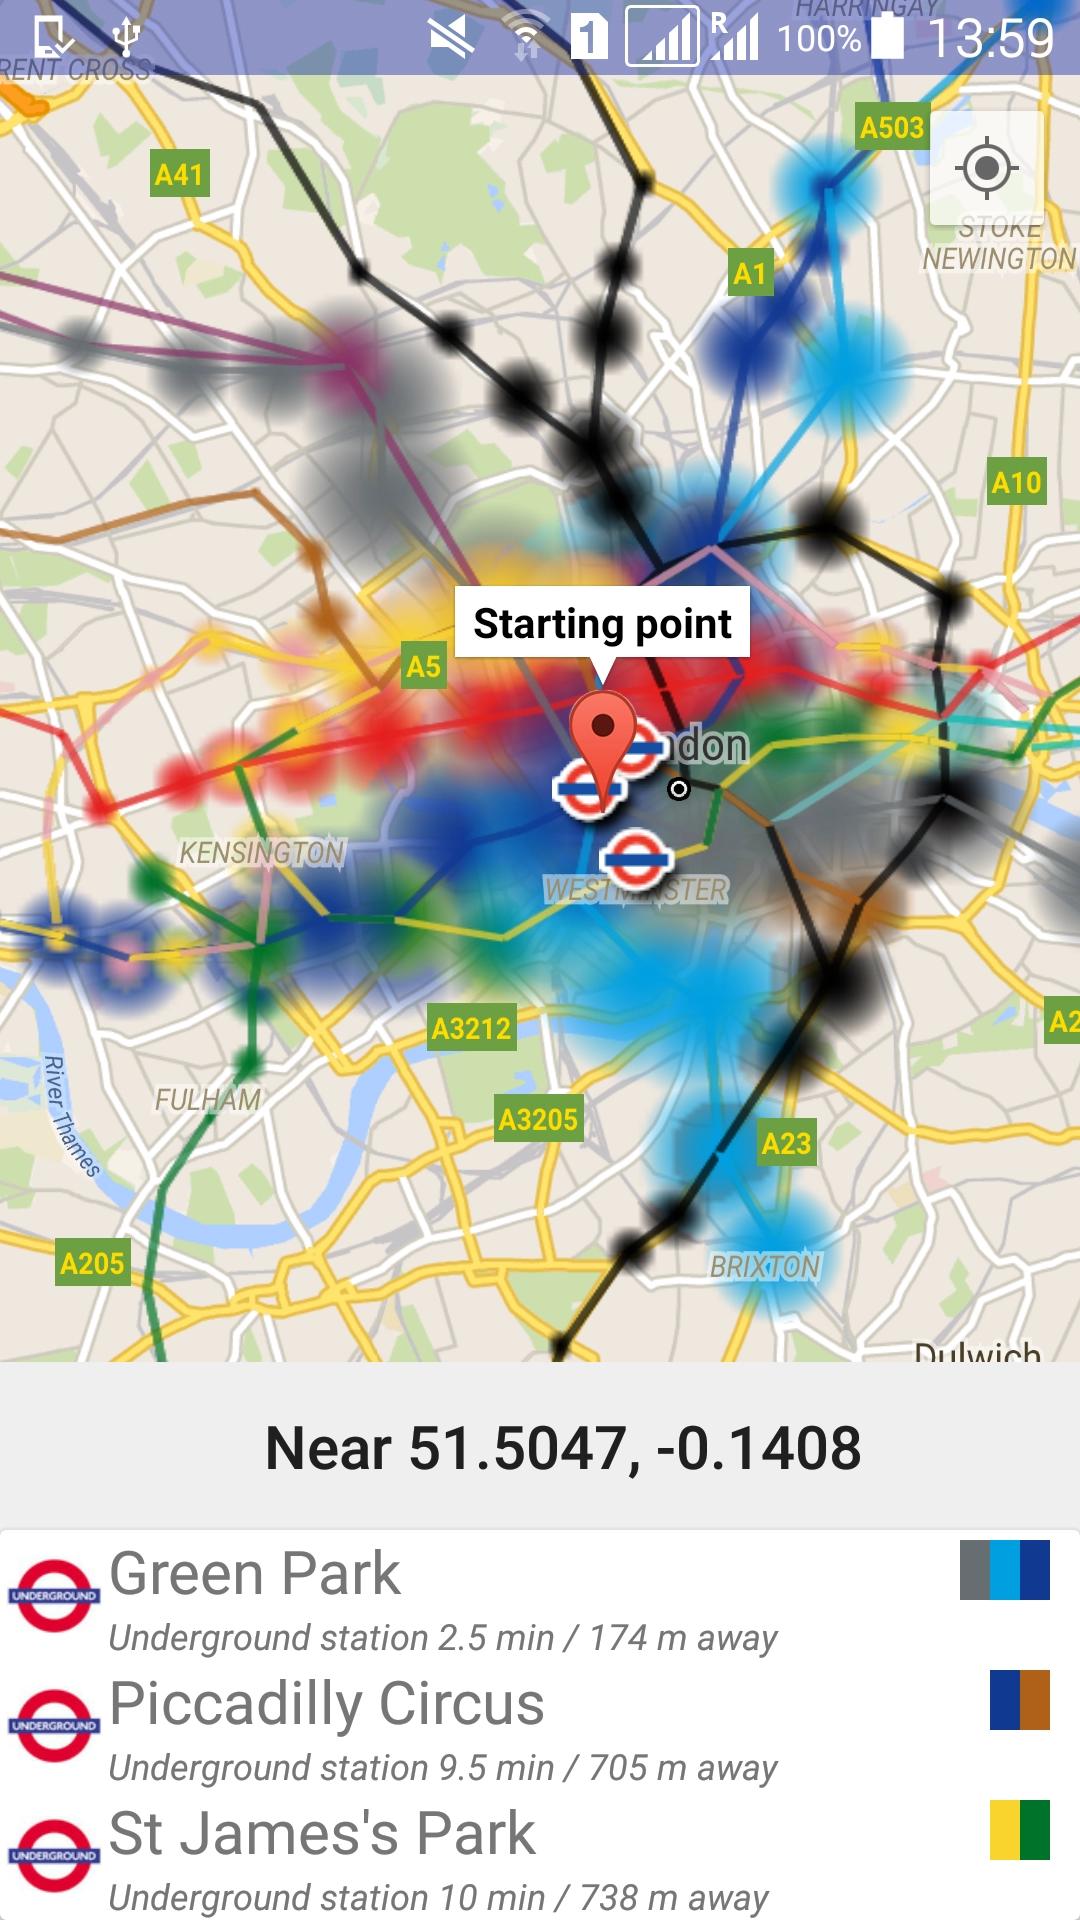 HARRINGAY
1
R
100%
13:59
RENT CROSS
A503
A41
STOKE
NEWINGTON
A1
A10
Starting point
A5
don
KENSINGTON
WESTMINSTER
A3212
A2
River Thames
FULHAM
A3205
A23
A205
BRIXTON
Dulwich
Near 51.5047, -0.1408
UNDERGROUND
Green Park
Underground station 2.5 min / 174 m away
UNDERGROUND
Piccadilly Circus
Underground station 9.5 min / 705 m away
UNDERGROUND
St James's Park
Underground station 10 min / 738 m away